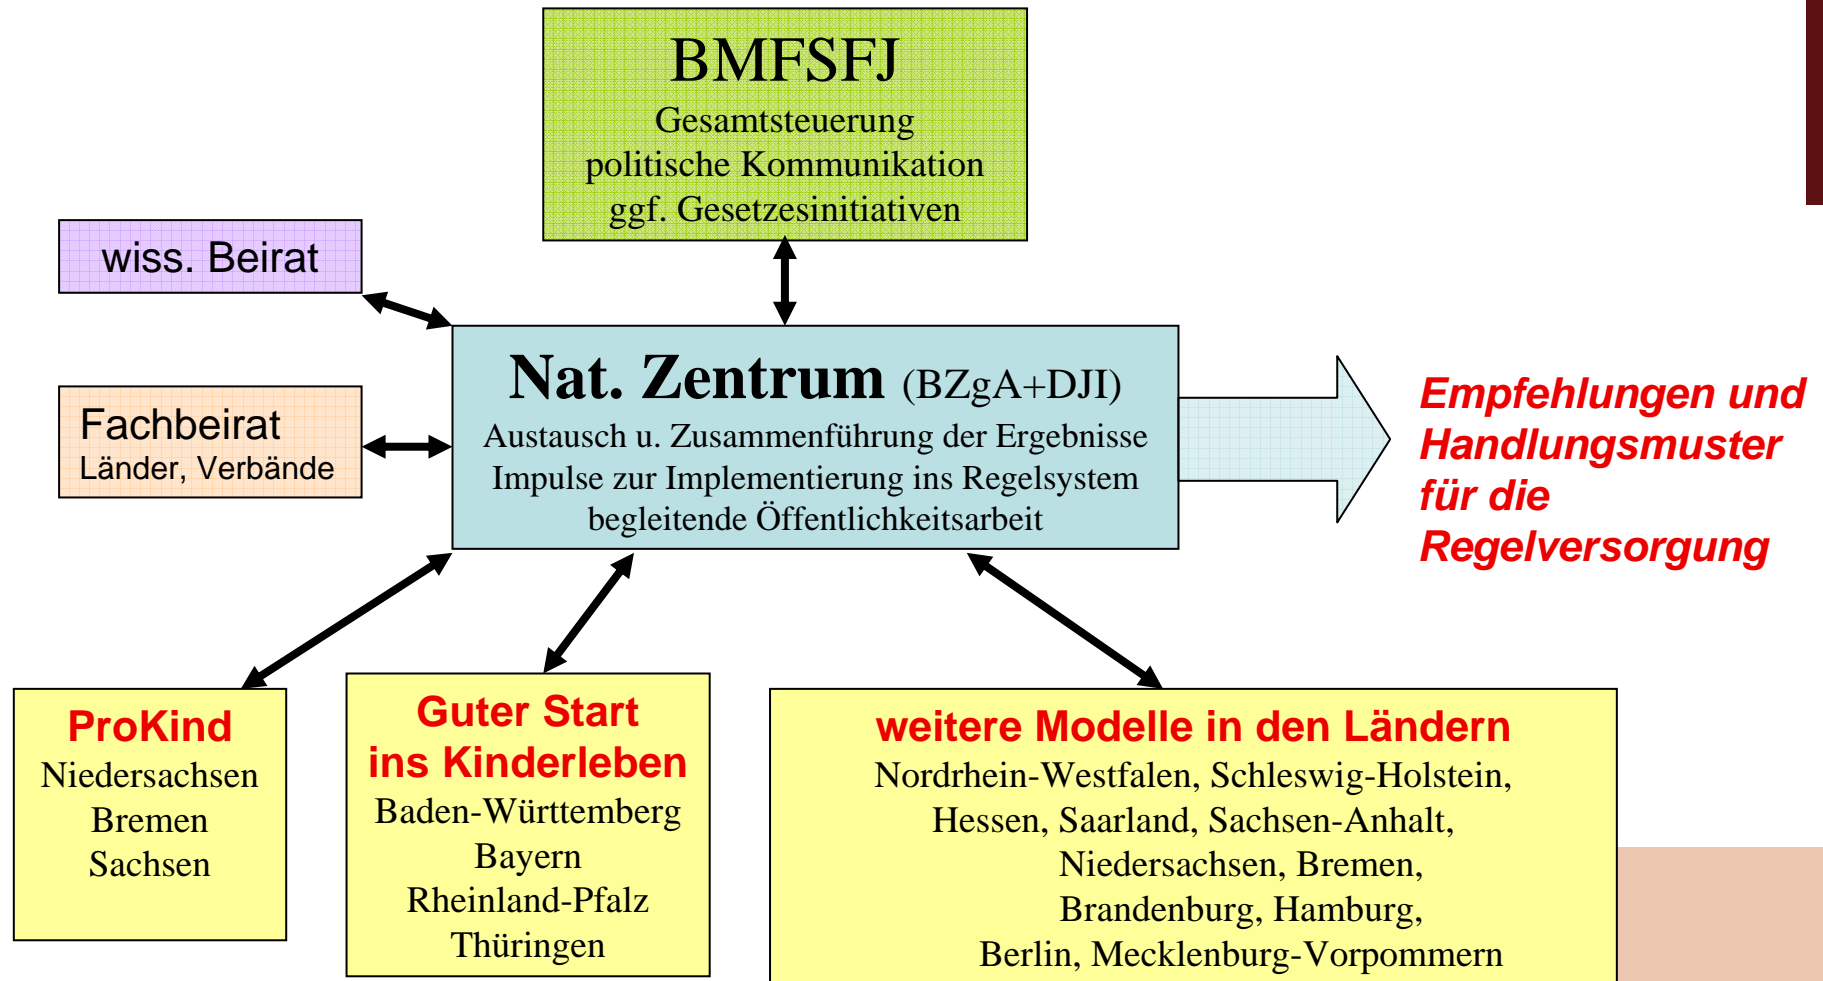 BMFSFJ
Gesamtsteuerung
politische Kommunikation
ggf. Gesetzesinitiativen
wiss. Beirat
Fachbeirat
Länder, Verbände
Nat. Zentrum (BZgA+DJI)
Austausch u. Zusammenführung der Ergebnisse
Impulse zur Implementierung ins Regelsystem
begleitende Öffentlichkeitsarbeit
Empfehlungen und
Handlungsmuster
für die
Regelversorgung
ProKind
Niedersachsen
Bremen
Sachsen
Guter Start
ins Kinderleben
Baden-Württemberg
Bayern
Rheinland-Pfalz
Thüringen
weitere Modelle in den Ländern
Nordrhein-Westfalen, Schleswig-Holstein,
Hessen, Saarland, Sachsen-Anhalt,
Niedersachsen, Bremen,
Brandenburg, Hamburg,
Berlin, Mecklenburg-Vorpommern